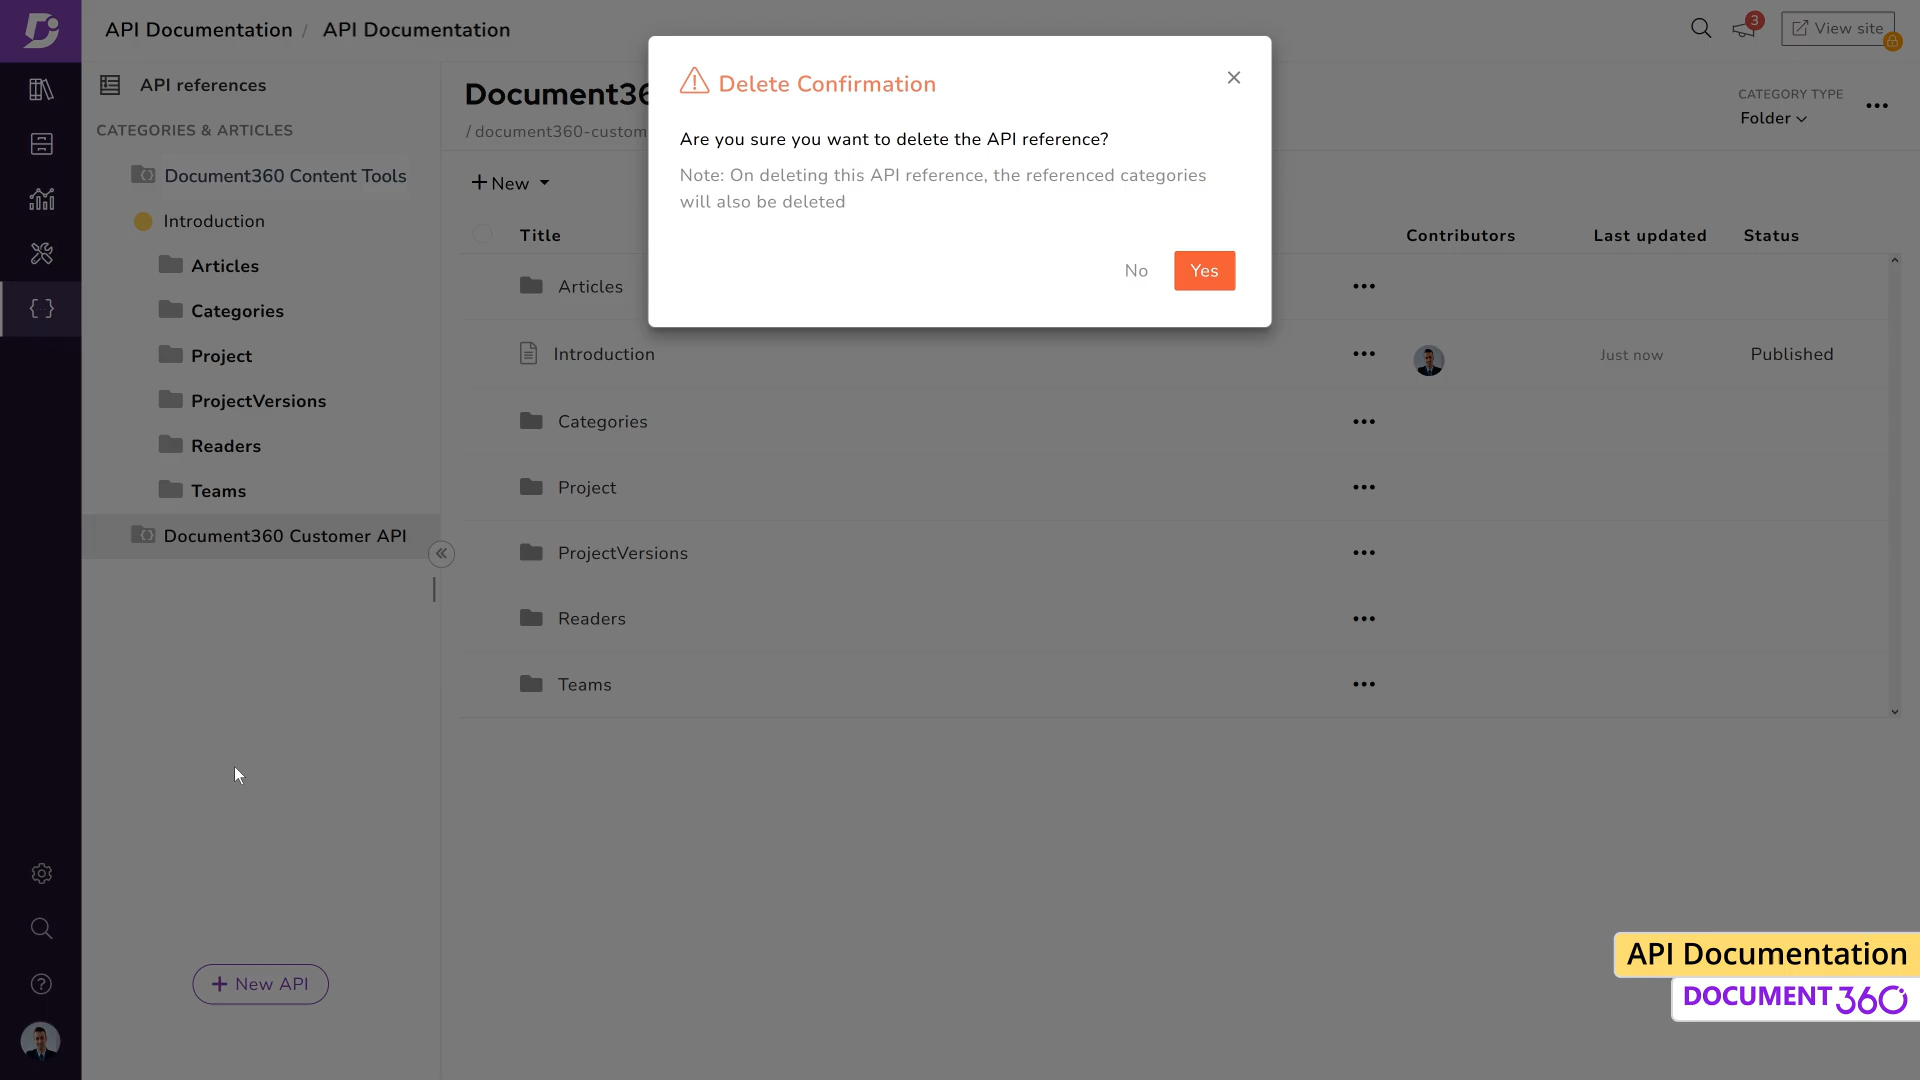 API Documentation / API Documentation
3
View site
API references
CATEGORIES & ARTICLES
Document360 Content Tools
Introduction
Articles
Categories
Project
ProjectVersions
Readers
Teams
Document360 Customer API
New API
Document36
/ document360-custom
CATEGORY TYPE
Folder
New
Title
Contributors
Last updated
Status
Articles
Introduction
Just now
Published
Categories
Project
ProjectVersions
Readers
Teams
Delete Confirmation
Are you sure you want to delete the API reference?
Note: On deleting this API reference, the referenced categories
will also be deleted
No
Yes
API Documentation
DOCUMENT360